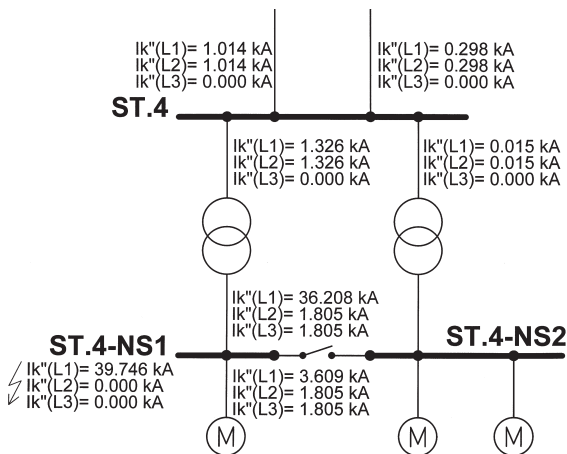 Ik"(L1)= 1.014 kA
Ik"(L2)= 1.014 kA
Ik"(L3)= 0.000 kA
Ik"(L1)= 0.298 kA
Ik"(L2)= 0.298 kA
Ik"(L3)= 0.000 kA
ST.4
Ik"(L1)= 1.326 kA
Ik"(L2)= 1.326 kA
Ik"(L3)= 0.000 kA
Ik"(L1)= 0.015 kA
Ik"(L2)= 0.015 kA
Ik"(L3)= 0.000 kA
Ik"(L1)= 36.208 kA
Ik"(L2)= 1.805 kA
Ik"(L3)= 1.805 kA
ST.4-NS1
ST.4-NS2
Ik"(L1)= 39.746 kA
Ik"(L2)= 0.000 kA
Ik"(L3)= 0.000 kA
Ik"(L1)= 3.609 kA
Ik"(L2)= 1.805 kA
Ik"(L3)= 1.805 kA
M
M
M